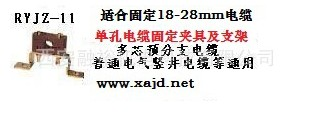 RYJZ-11
适合固定18-28mm电缆
单孔电缆固定夹具及支架
多芯预分支电缆
普通电气竖井电缆等通用
www.xajd.net